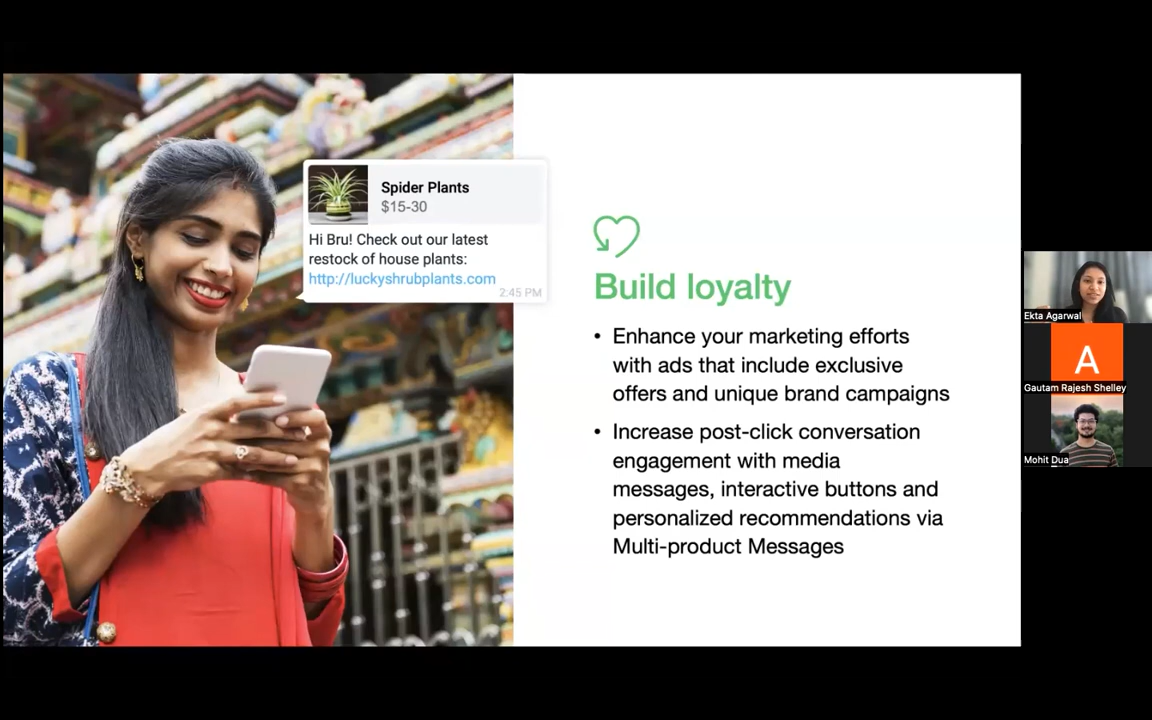 Spider Plants
$15-30
Hi Bru! Check out our latest
restock of house plants:
http://luckyshrubplants.com
2:45 PM
Build loyalty
• Enhance your marketing efforts
with ads that include exclusive
offers and unique brand campaigns
• Increase post-click conversation
engagement with media
messages, interactive buttons and
personalized recommendations via
Multi-product Messages
Ekta Agarwal
A
Gautam Rajesh Shelley
Mohit Dua